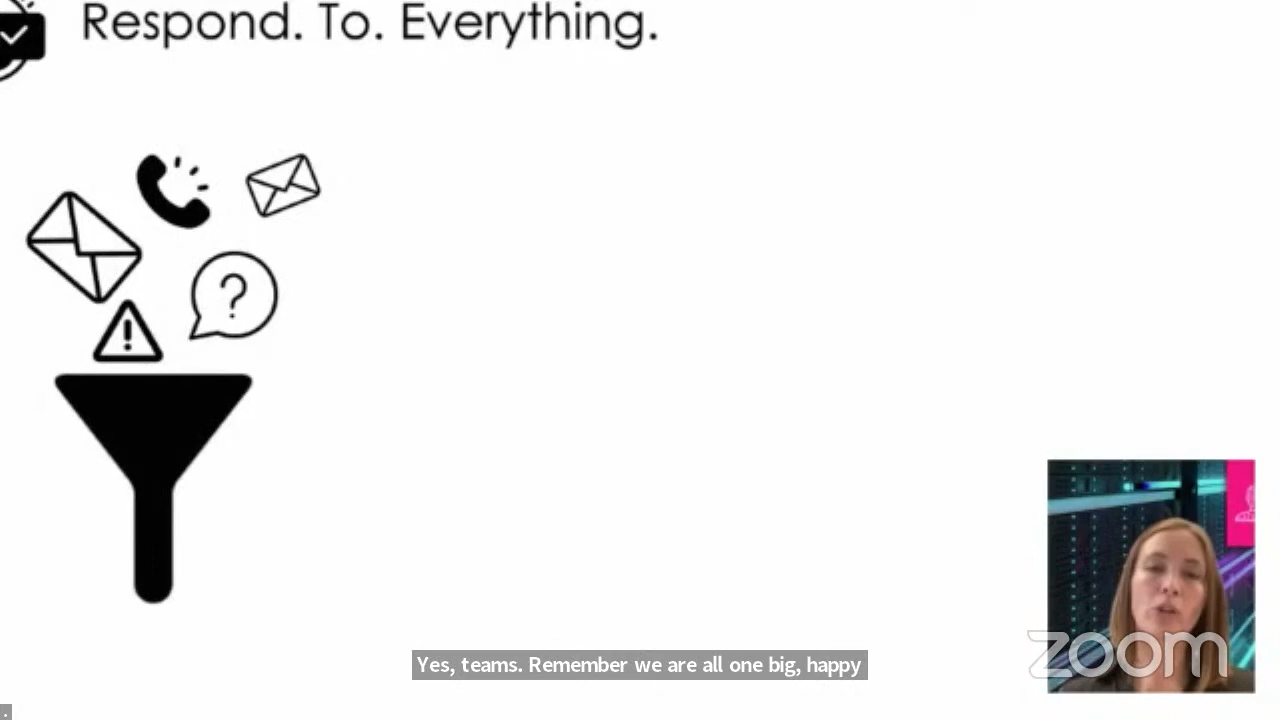 Respond. To. Everything.
?
!
Yes, teams. Remember we are all one big, happy
zoom
.